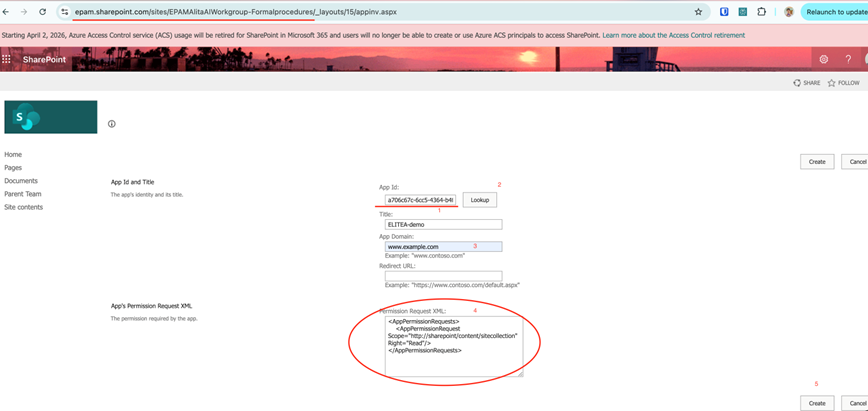 epam.sharepoint.com/sites/EPAMAlitaAIWorkgroup-Formalprocedures/_layouts/15/appinv.aspx
Relaunch to update
Starting April 2, 2026, Azure Access Control service (ACS) usage will be retired for SharePoint in Microsoft 365 and users will no longer be able to create or use Azure ACS principals to access SharePoint. Learn more about the Access Control retirement
SharePoint
?
SHARE
FOLLOW
S
Home
Pages
Documents
Parent Team
Site contents
Create
Cancel
App Id and Title
The app's identity and its title.
App Id:
2
a706c67c-6cc5-4364-b4
Lookup
1
Title:
ELITEA-demo
App Domain:
www.example.com
3
Example: "www.contoso.com"
Redirect URL:
Example: "https://www.contoso.com/default.aspx"
App's Permission Request XML
The permission required by the app.
Permission Request XML:
4
<AppPermissionRequests>
<AppPermissionRequest
Scope="http://sharepoint/content/sitecollection"
Right="Read"/>
</AppPermissionRequests>
5
Create
Cancel